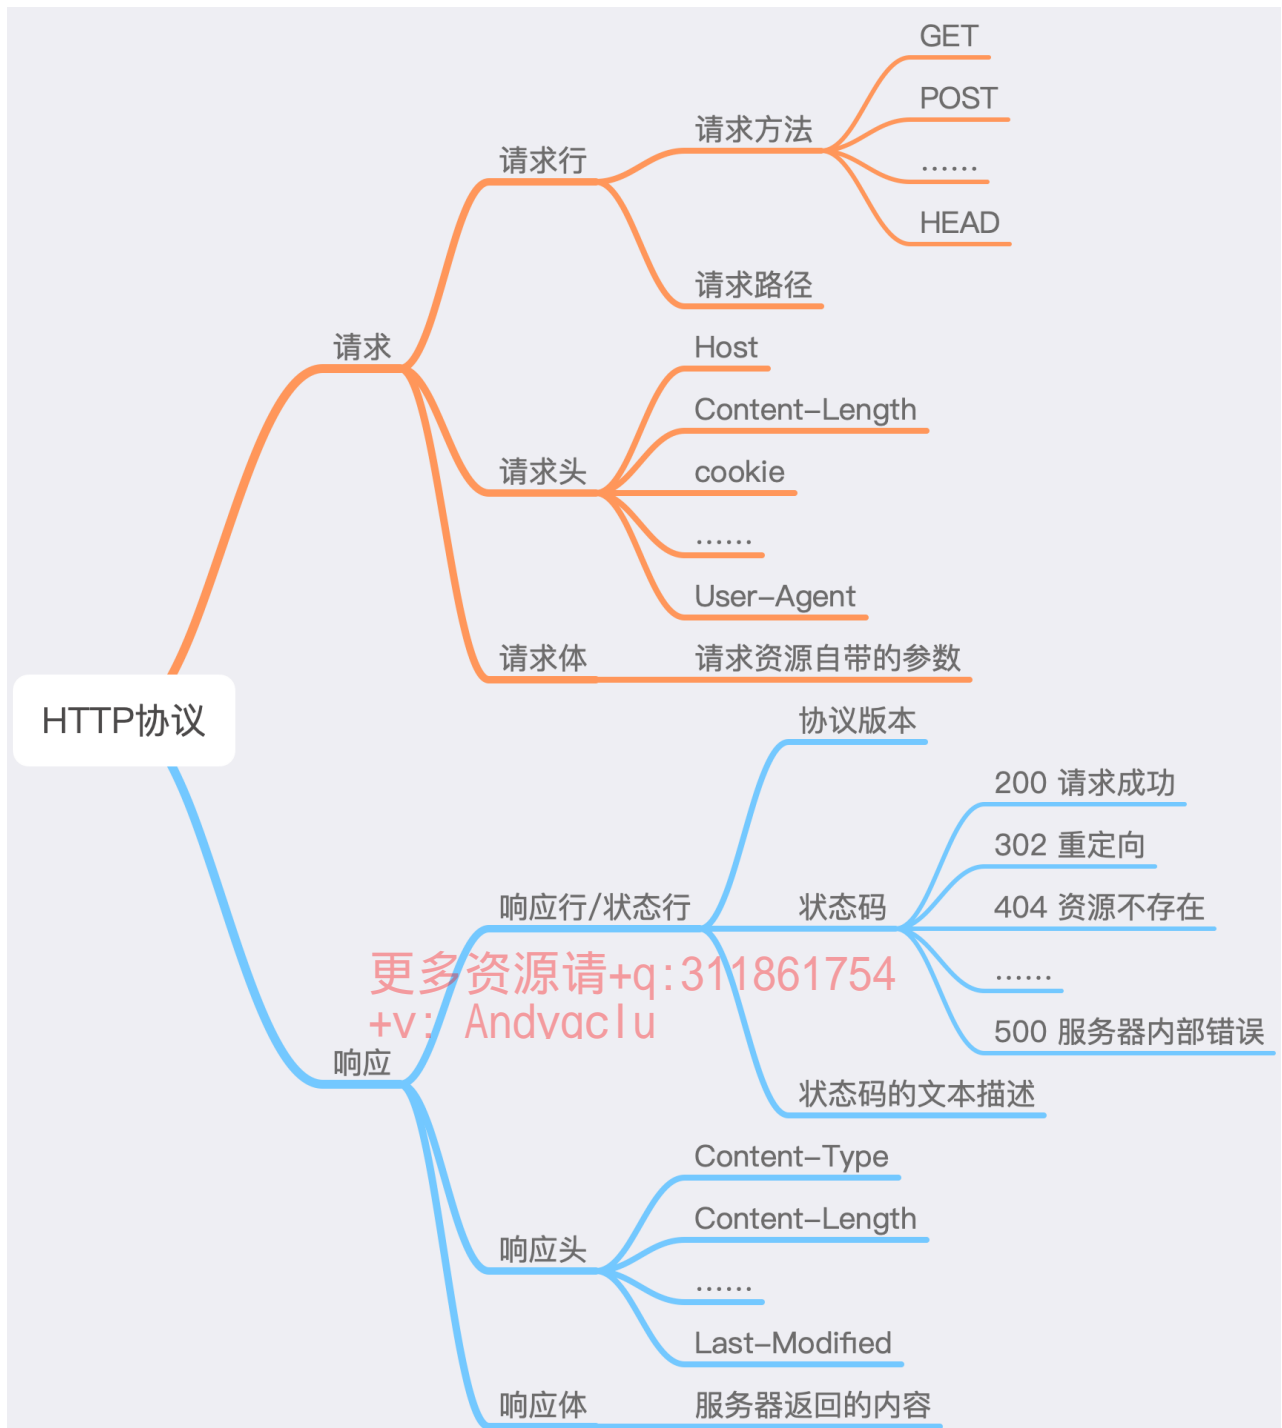 GET
POST
请求方法
请求行
……
HEAD
请求路径
请求
Host
Content-Length
cookie
请求头
……
User-Agent
请求体
请求资源自带的参数
HTTP协议
协议版本
200 请求成功
302 重定向
响应行/状态行
状态码
404 资源不存在
……
更多资源请+q:311861754
+v:
500 服务器内部错误
响应
状态码的文本描述
Content-Type
Content-Length
响应头
……
Last-Modified
响应体
服务器返回的内容